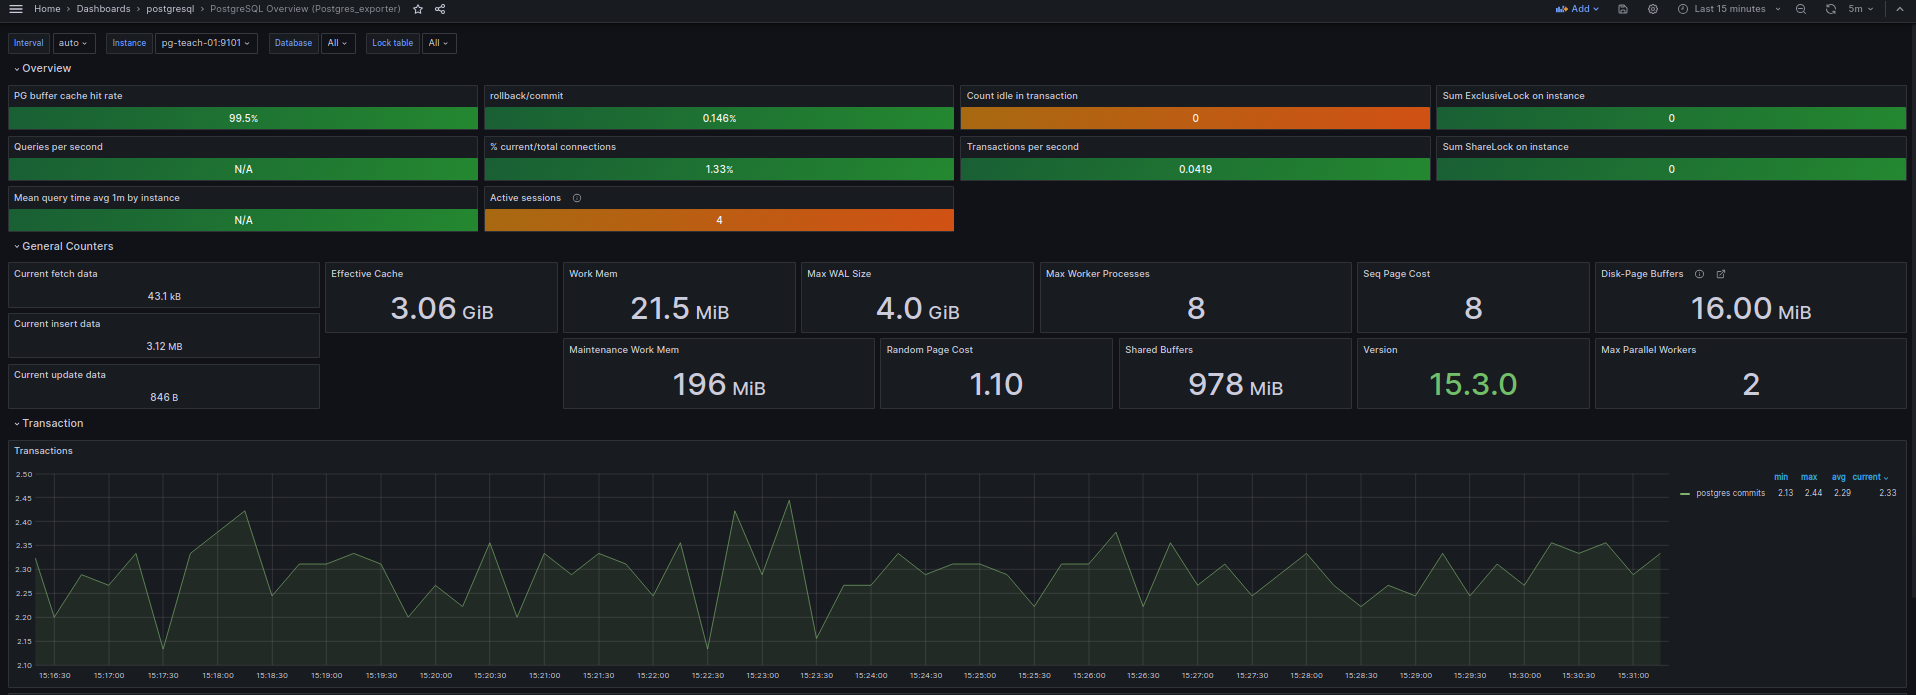 Home › Dashboards › postgresql › PostgreSQL Overview (Postgres_exporter) Add Last 15 minutes 5m
Interval auto Instance pg-teach-01:9101 Database All Lock table All
Overview
PG buffer cache hit rate
99.5%
rollback/commit
0.146%
Count idle in transaction
0
Sum ExclusiveLock on instance
0
Queries per second
N/A
% current/total connections
1.33%
Transactions per second
0.0419
Sum ShareLock on instance
0
Mean query time avg 1m by instance
N/A
Active sessions
4
General Counters
Current fetch data
43.1 kB
Current insert data
3.12 MB
Current update data
846 B
Effective Cache
3.06 GiB
Work Mem
21.5 MiB
Max WAL Size
4.0 GiB
Max Worker Processes
8
Seq Page Cost
8
Disk-Page Buffers
16.00 MiB
Maintenance Work Mem
196 MiB
Random Page Cost
1.10
Shared Buffers
978 MiB
Version
15.3.0
Max Parallel Workers
2
Transaction
Transactions
2.50
2.45
2.40
2.35
2.30
2.25
2.20
2.15
2.10
15:16:30 15:17:00 15:17:30 15:18:00 15:18:30 15:19:00 15:19:30 15:20:00 15:20:30 15:21:00 15:21:30 15:22:00 15:22:30 15:23:00 15:23:30 15:24:00 15:24:30 15:25:00 15:25:30 15:26:00 15:26:30 15:27:00 15:27:30 15:28:00 15:28:30 15:29:00 15:29:30 15:30:00 15:30:30 15:31:00
min max avg current
postgres commits 2.13 2.44 2.29 2.33